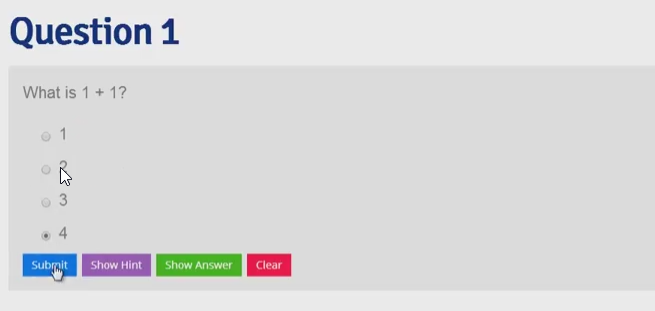 Question 1
What is 1 + 1?
1
2
3
4
Submit Show Hint Show Answer Clear